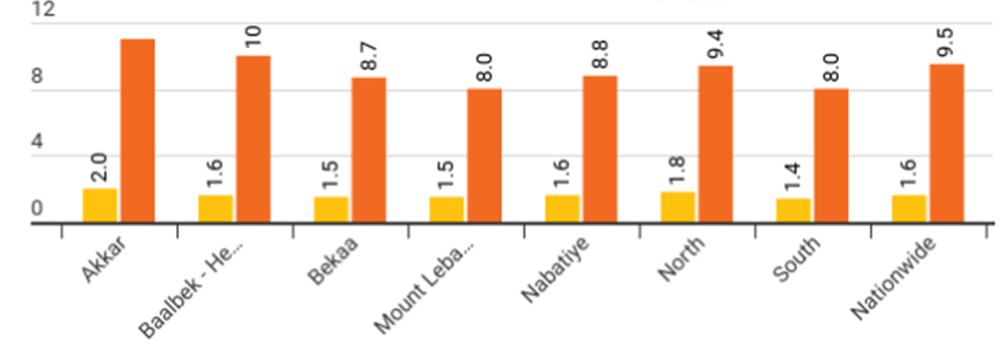 12
8
4
0
2.0
1.6
10
1.5
8.7
1.5
8.0
1.6
8.8
1.8
9.4
1.4
8.0
1.6
9.5
Akkar
Baalbek - He...
Bekaa
Mount Leba...
Nabatiye
North
South
Nationwide